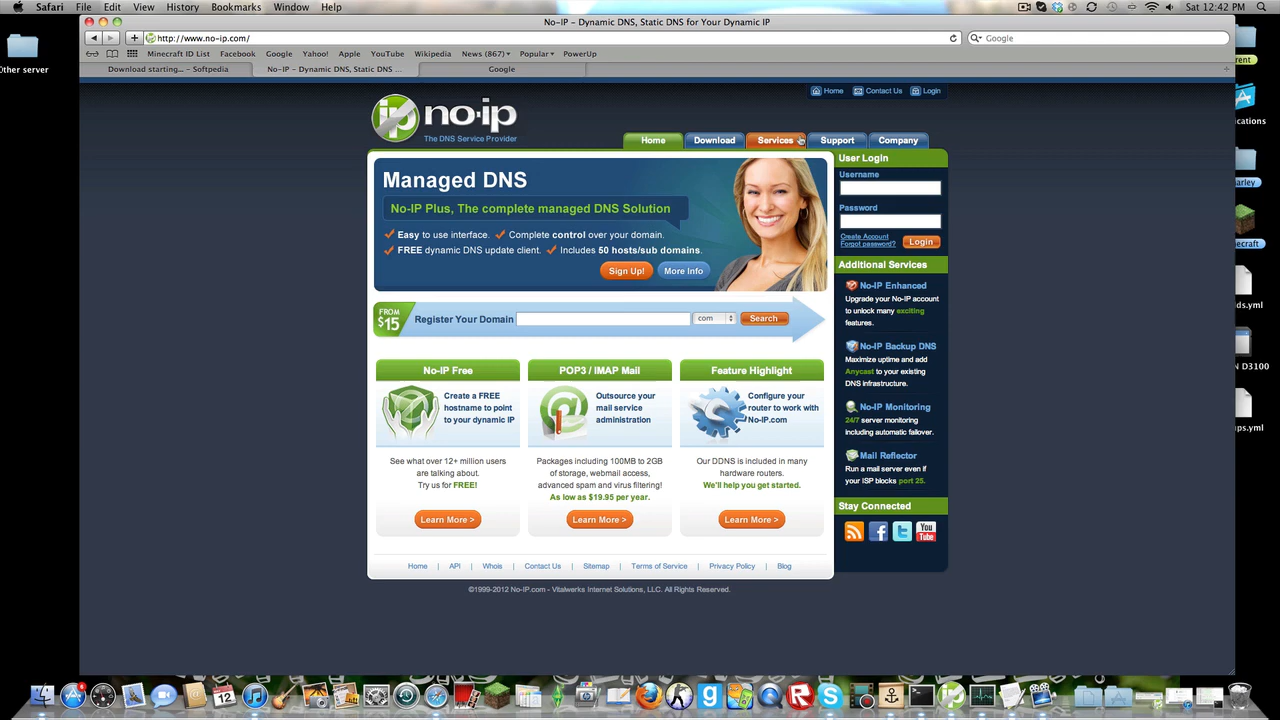 Safari File Edit View History Bookmarks Window Help
Sat 12:42 PM
No-IP - Dynamic DNS, Static DNS for Your Dynamic IP
http://www.no-ip.com/
Google
Minecraft ID List Facebook Google Yahoo! Apple YouTube Wikipedia News (867) Popular PowerUp
Download starting... – Softpedia
No-IP – Dynamic DNS, Static DNS ...
Google
Other server
Home Contact Us Login
ip no·ip
The DNS Service Provider
Home Download Services Support Company
Managed DNS
No-IP Plus, The complete managed DNS Solution
Easy to use interface. Complete control over your domain.
FREE dynamic DNS update client. Includes 50 hosts/sub domains.
Sign Up! More Info
FROM
$15
Register Your Domain
com
Search
No-IP Free
Create a FREE
hostname to point
to your dynamic IP
See what over 12+ million users
are talking about.
Try us for FREE!
Learn More >
POP3 / IMAP Mail
Outsource your
mail service
administration
Packages including 100MB to 2GB
of storage, webmail access,
advanced spam and virus filtering!
As low as $19.95 per year.
Learn More >
Feature Highlight
Configure your
router to work with
No-IP.com
Our DDNS is included in many
hardware routers.
We'll help you get started.
Learn More >
User Login
Username
Password
Create Account
Forgot password?
Login
Additional Services
No-IP Enhanced
Upgrade your No-IP account
to unlock many exciting
features.
No-IP Backup DNS
Maximize uptime and add
Anycast to your existing
DNS infrastructure.
No-IP Monitoring
24/7 server monitoring
including automatic failover.
Mail Reflector
Run a mail server even if
your ISP blocks port 25.
Stay Connected
You
Tube
Home | API | Whois | Contact Us | Sitemap | Terms of Service | Privacy Policy | Blog
©1999-2012 No-IP.com - Vitalwerks Internet Solutions, LLC. All Rights Reserved.